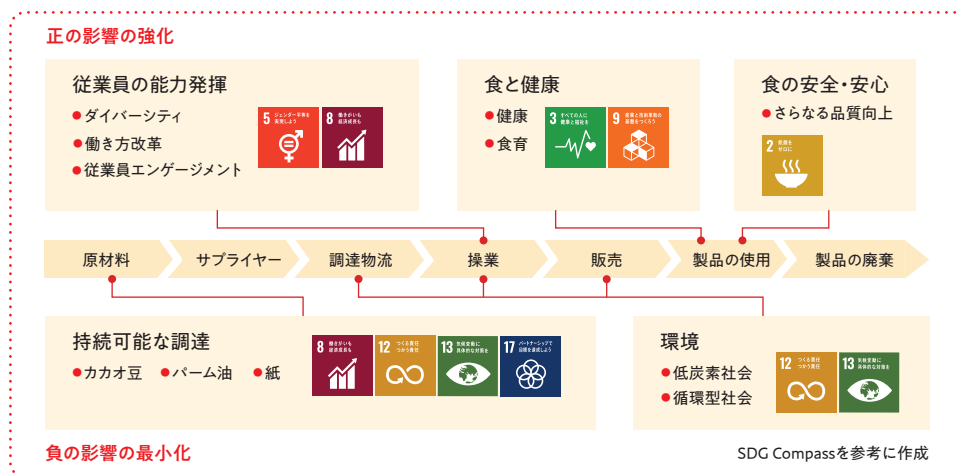 正の影響の強化
従業員の能力発揮
●ダイバーシティ
●働き方改革
●従業員エンゲージメント
5 ジェンダー平等を
実現しよう
8 働きがいも
経済成長も
食と健康
●健康
●食育
3 すべての人に
健康と福祉を
9 産業と技術革新の
基盤をつくろう
食の安全・安心
●さらなる品質向上
2 飢餓を
ゼロに
原材料
サプライヤー
調達物流
操業
販売
製品の使用
製品の廃棄
持続可能な調達
●カカオ豆 ●パーム油 ●紙
8 働きがいも
経済成長も
12 つくる責任
つかう責任
13 気候変動に
具体的な対策を
17 パートナーシップで
目標を達成しよう
環境
●低炭素社会
●循環型社会
12 つくる責任
つかう責任
13 気候変動に
具体的な対策を
負の影響の最小化
SDG Compassを参考に作成